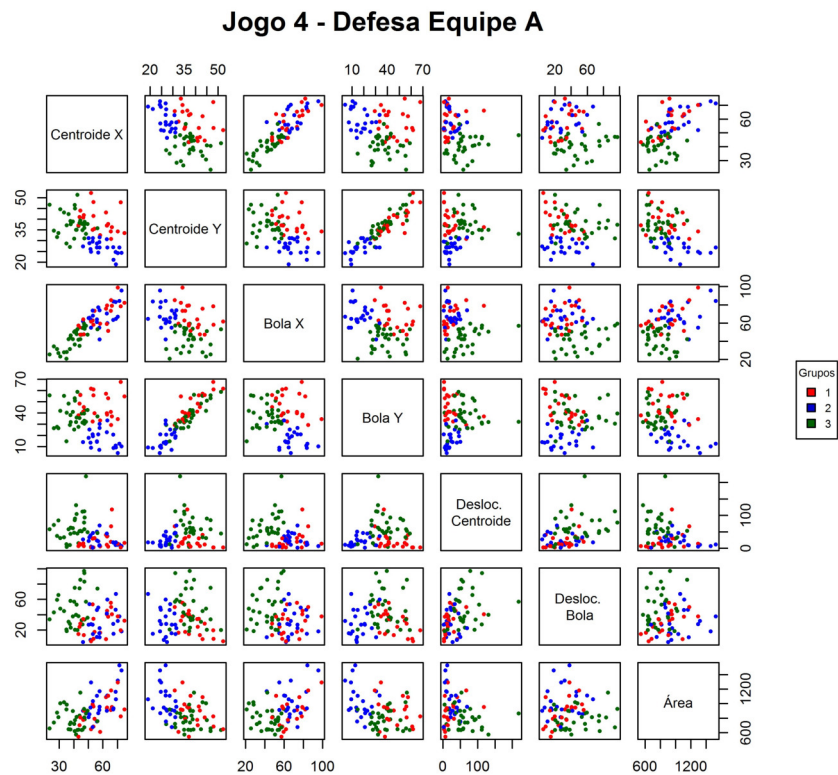 Jogo 4 - Defesa Equipe A
20 35 50
10 40 70
20 60
Centroide X
30 60
20 35 50
Centroide Y
Bola X
20 60 100
10 40 70
Bola Y
Grupos
1
2
3
Desloc.
Centroide
0 100
20 60
Desloc.
Bola
Área
600 1200
30 60
20 60 100
0 100
600 1200